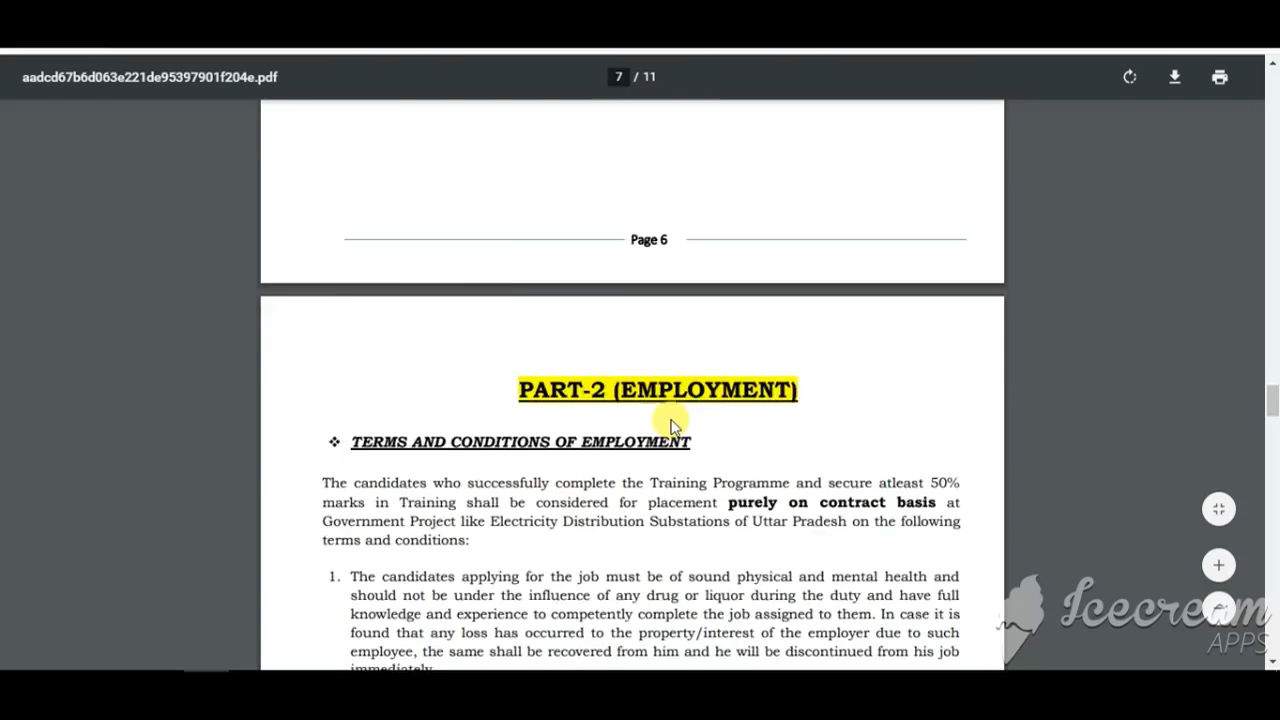 aadcd67b6d063e221de95397901f204e.pdf
7 / 11
Page 6
PART-2 (EMPLOYMENT)
❖ TERMS AND CONDITIONS OF EMPLOYMENT
The candidates who successfully complete the Training Programme and secure atleast 50%
marks in Training shall be considered for placement purely on contract basis at
Government Project like Electricity Distribution Substations of Uttar Pradesh on the following
terms and conditions:
1. The candidates applying for the job must be of sound physical and mental health and
should not be under the influence of any drug or liquor during the duty and have full
knowledge and experience to competently complete the job assigned to them. In case it is
found that any loss has occurred to the property/interest of the employer due to such
employee, the same shall be recovered from him and he will be discontinued from his job
immediately.
Icecream
APPS